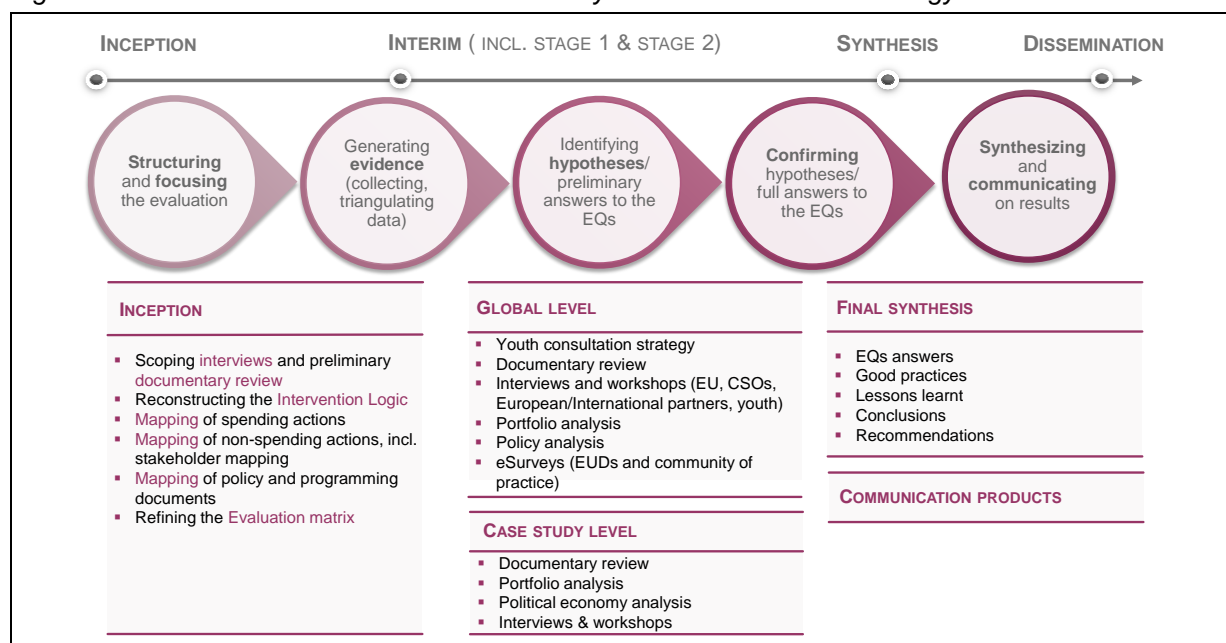 INCEPTION
INTERIM ( INCL. STAGE 1 & STAGE 2)
SYNTHESIS
DISSEMINATION
Structuring
and focusing
the evaluation
Generating
evidence
(collecting,
triangulating
data)
Identifying
hypotheses/
preliminary
answers to the
EQs
Confirming
hypotheses/
full answers to
the EQs
Synthesizing
and
communicating
on results
INCEPTION
▪ Scoping interviews and preliminary
documentary review
▪ Reconstructing the Intervention Logic
▪ Mapping of spending actions
▪ Mapping of non-spending actions, incl.
stakeholder mapping
▪ Mapping of policy and programming
documents
▪ Refining the Evaluation matrix
GLOBAL LEVEL
▪ Youth consultation strategy
▪ Documentary review
▪ Interviews and workshops (EU, CSOs,
European/International partners, youth)
▪ Portfolio analysis
▪ Policy analysis
▪ eSurveys (EUDs and community of
practice)
CASE STUDY LEVEL
▪ Documentary review
▪ Portfolio analysis
▪ Political economy analysis
▪ Interviews & workshops
FINAL SYNTHESIS
▪ EQs answers
▪ Good practices
▪ Lessons learnt
▪ Conclusions
▪ Recommendations
COMMUNICATION PRODUCTS